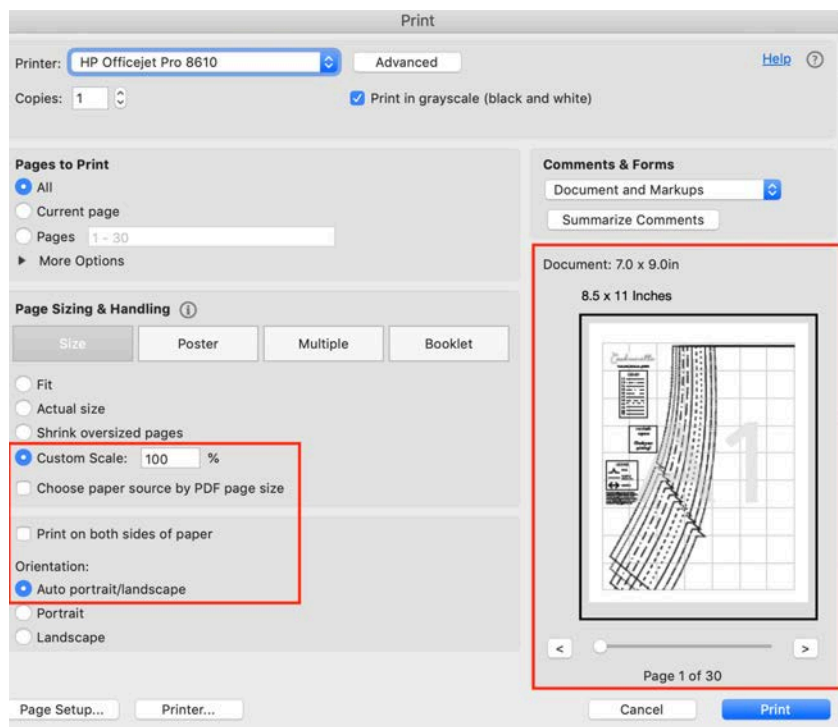 Print
Printer: HP Officejet Pro 8610 Advanced Help ?
Copies: 1 Print in grayscale (black and white)
Pages to Print
All
Current page
Pages 1 - 30
More Options
Comments & Forms
Document and Markups
Summarize Comments
Page Sizing & Handling i
Size Poster Multiple Booklet
Fit
Actual size
Shrink oversized pages
Custom Scale: 100 %
Choose paper source by PDF page size
Print on both sides of paper
Orientation:
Auto portrait/landscape
Portrait
Landscape
Document: 7.0 x 9.0in
8.5 x 11 Inches
1
< >
Page 1 of 30
Page Setup... Printer... Cancel Print